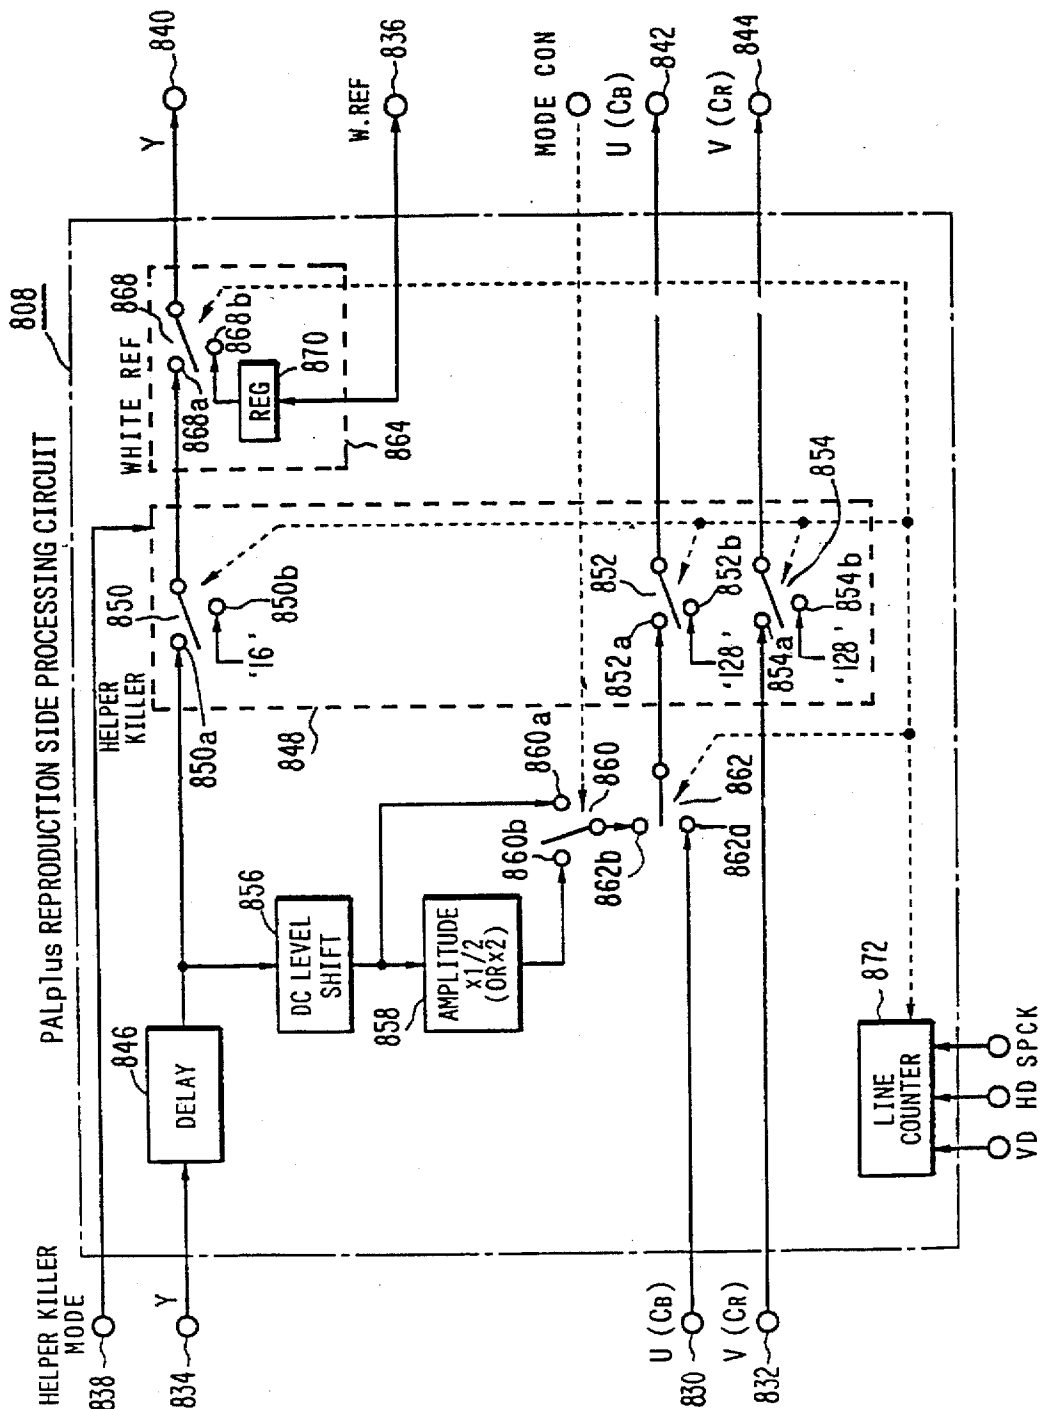 PALplus REPRODUCTION SIDE PROCESSING CIRCUIT
808
HELPER KILLER
MODE
838
Y
834
846
DELAY
856
DC LEVEL
SHIFT
858
AMPLITUDE
x1/2
(ORx2)
HELPER
KILLER
850
850a
850b
'16'
848
WHITE REF
868
868a
868b
870
REG
864
Y
840
W.REF
836
MODE CON
860a
860
860b
862b
862
862a
852
852a
852b
'128'
854
854a
854b
'128'
U (CB)
842
V (CR)
844
U (CB)
830
V (CR)
832
872
LINE
COUNTER
VD HD SPCK